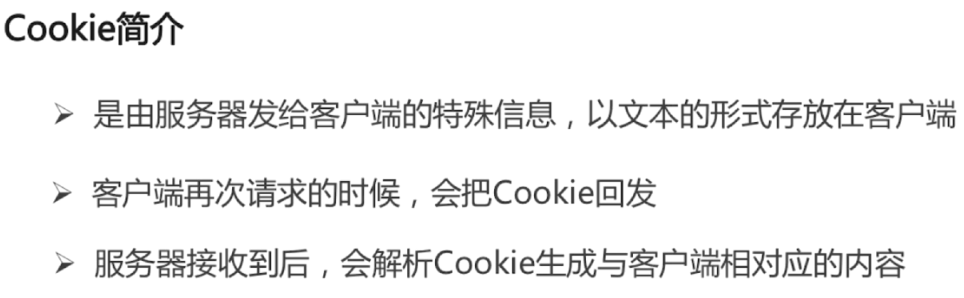 Cookie简介
➢ 是由服务器发给客户端的特殊信息，以文本的形式存放在客户端
➢ 客户端再次请求的时候，会把Cookie回发
➢ 服务器接收到后，会解析Cookie生成与客户端相对应的内容